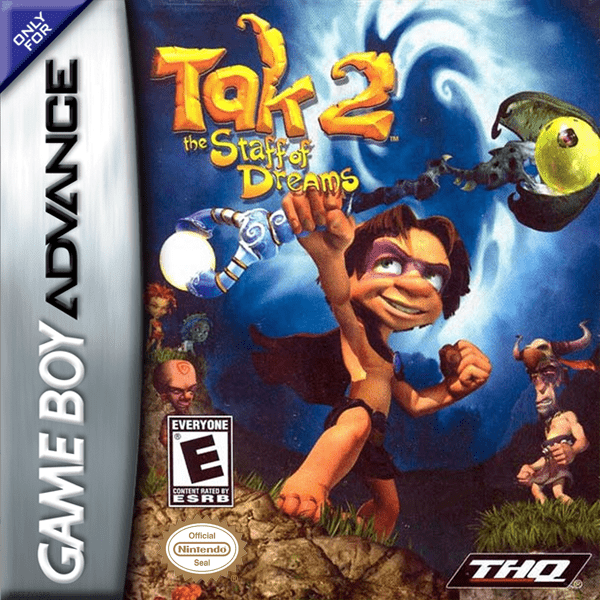 ONLY
FOR
GAME BOY ADVANCE
Tak 2
TM
the Staff of
Dreams
EVERYONE
E
CONTENT RATED BY
ESRB
Official
Nintendo
Seal
THQ